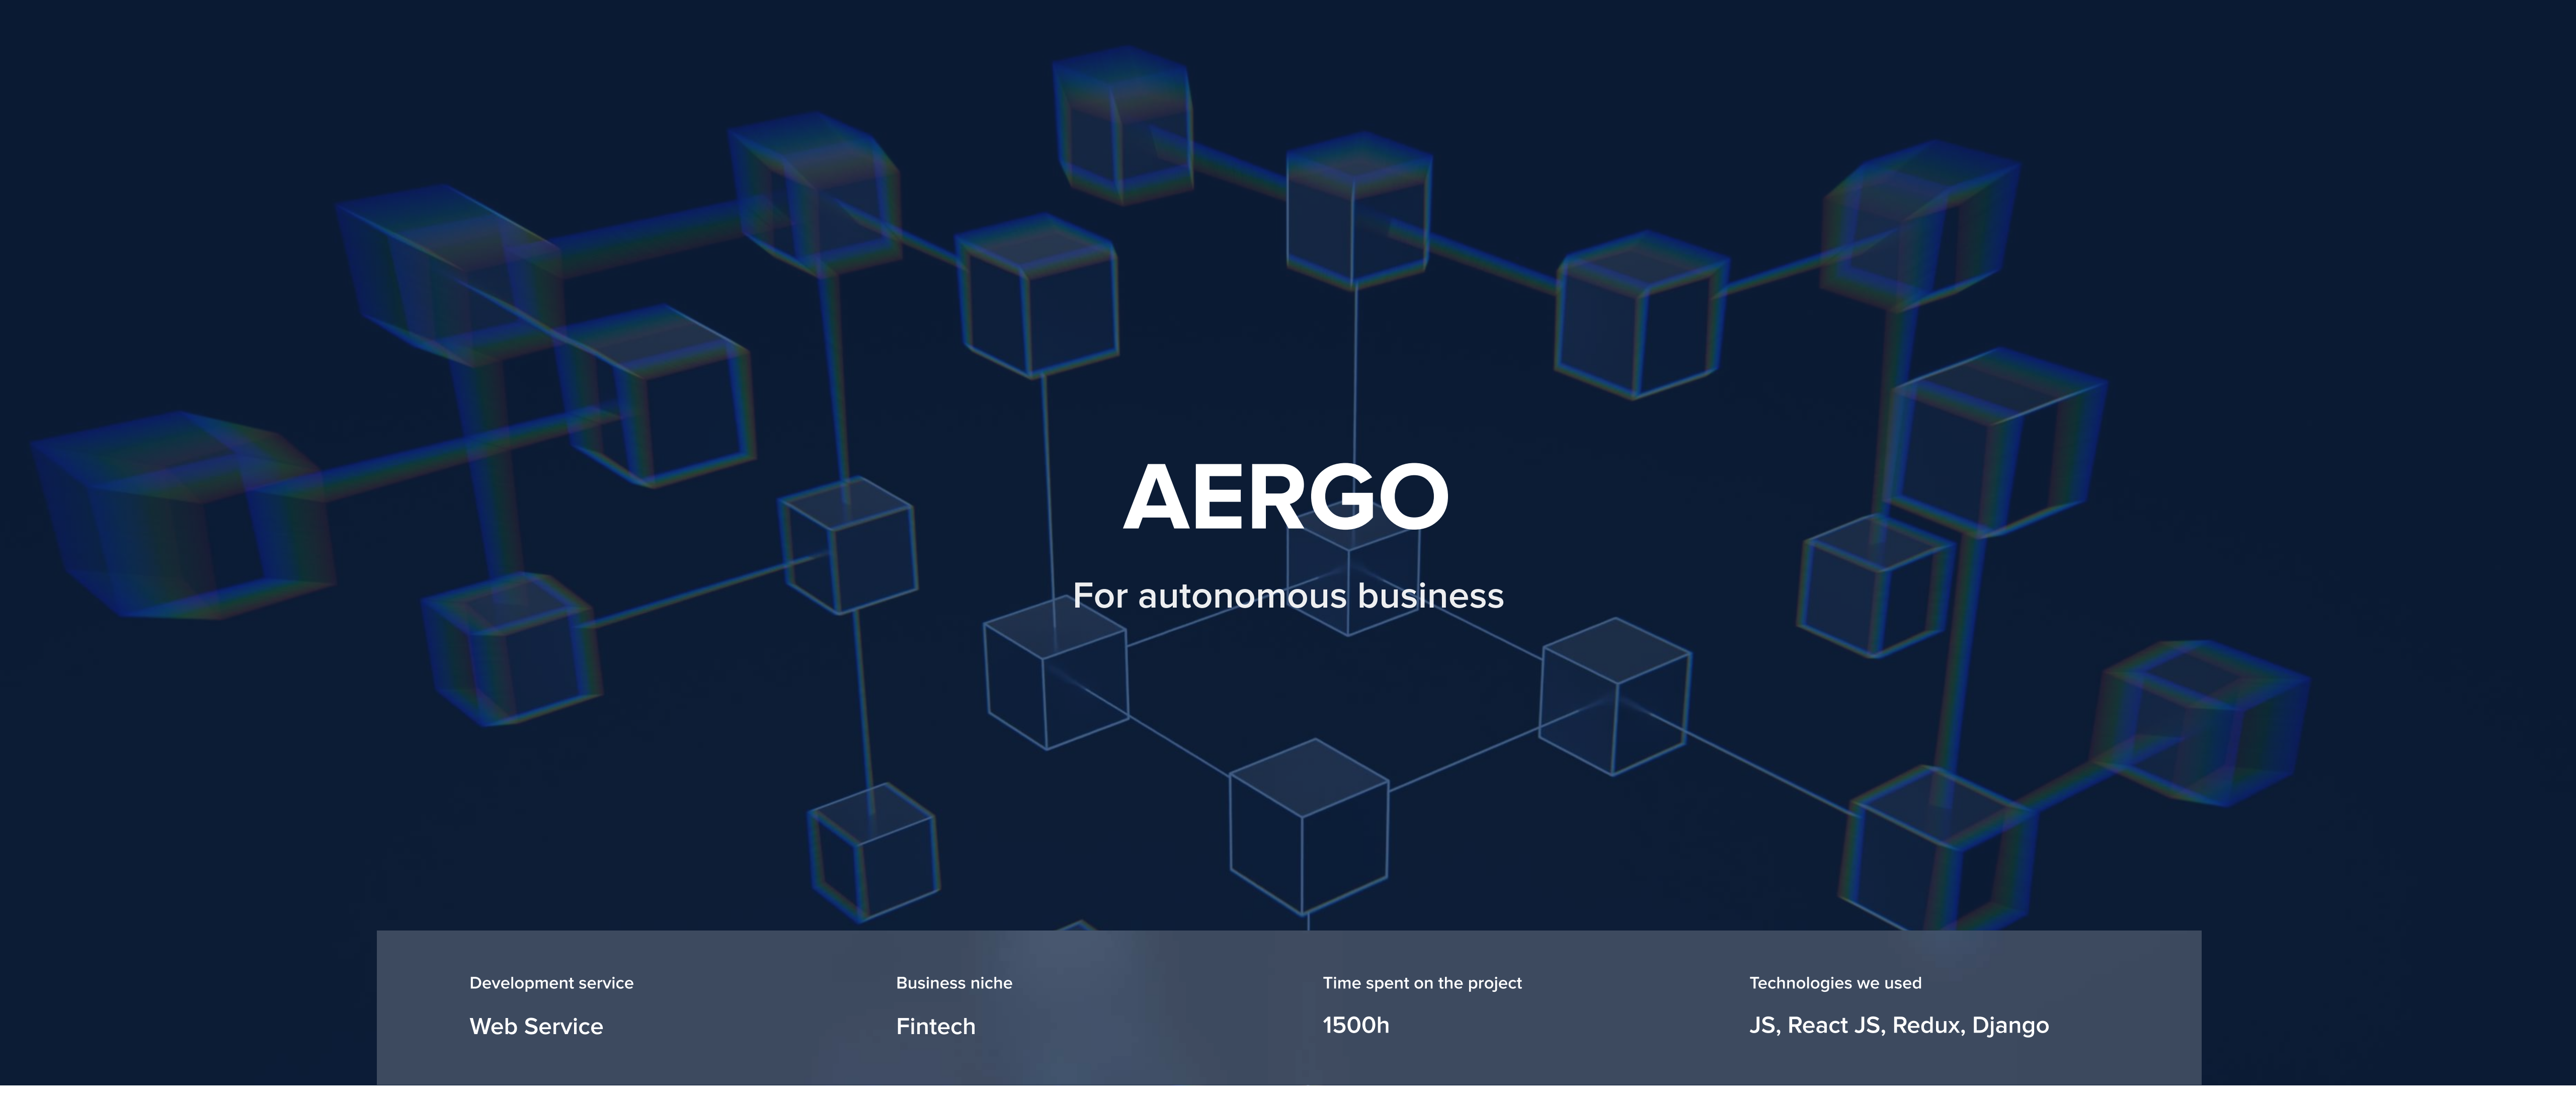 AERGO
For autonomous business
Development service
Web Service
Business niche
Fintech
Time spent on the project
1500h
Technologies we used
JS, React JS, Redux, Django